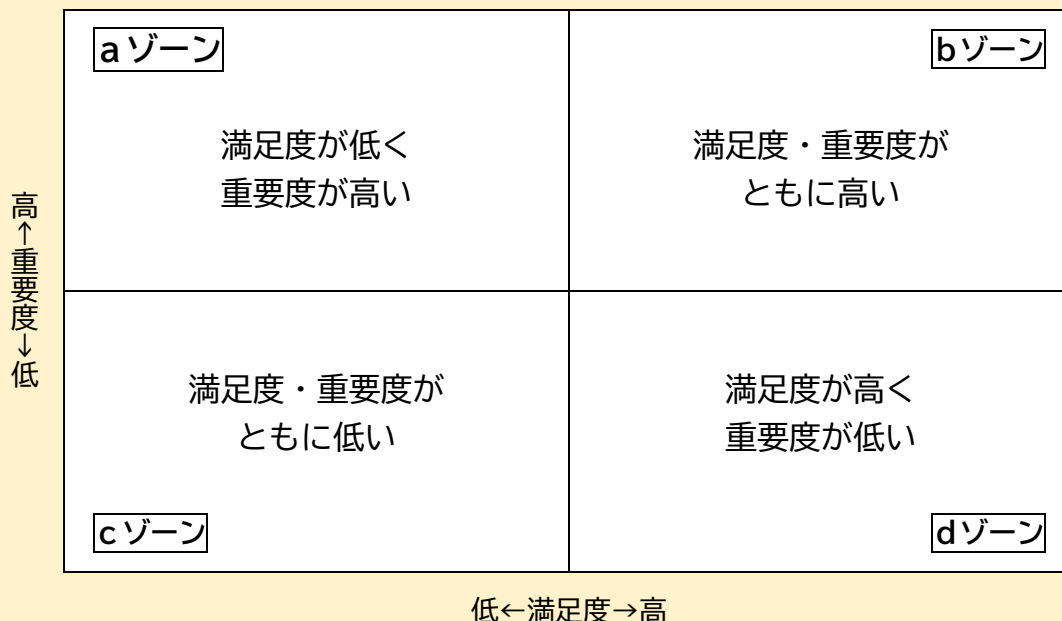 aゾーン
bゾーン
満足度が低く
重要度が高い
満足度・重要度が
ともに高い
高←重要度→低
満足度・重要度が
ともに低い
満足度が高く
重要度が低い
cゾーン
dゾーン
低←満足度→高